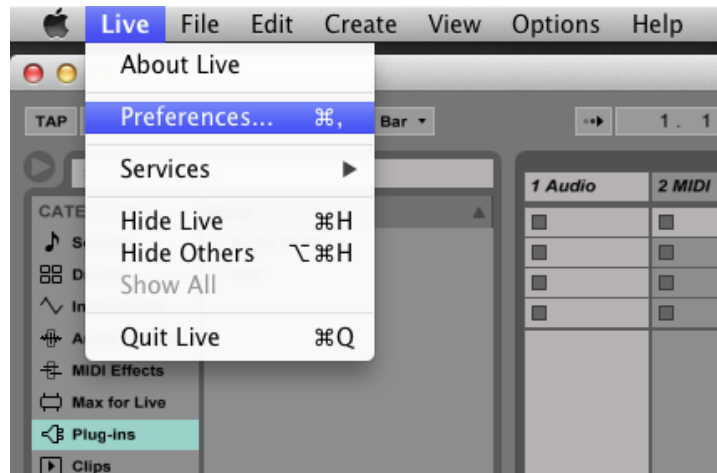 Live File Edit Create View Options Help
About Live
Preferences... ⌘,
Services
Hide Live ⌘H
Hide Others ⌥⌘H
Show All
Quit Live ⌘Q
TAP
Bar
1. 1
1 Audio
2 MIDI
MIDI Effects
Max for Live
Plug-ins
Clips